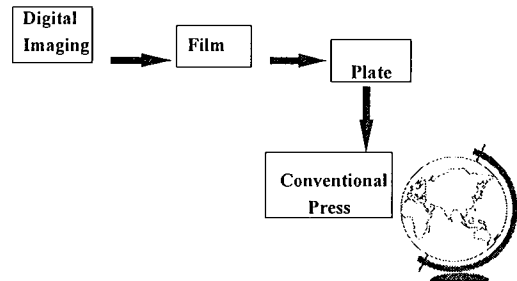 Digital
Imaging
Film
Plate
Conventional
Press